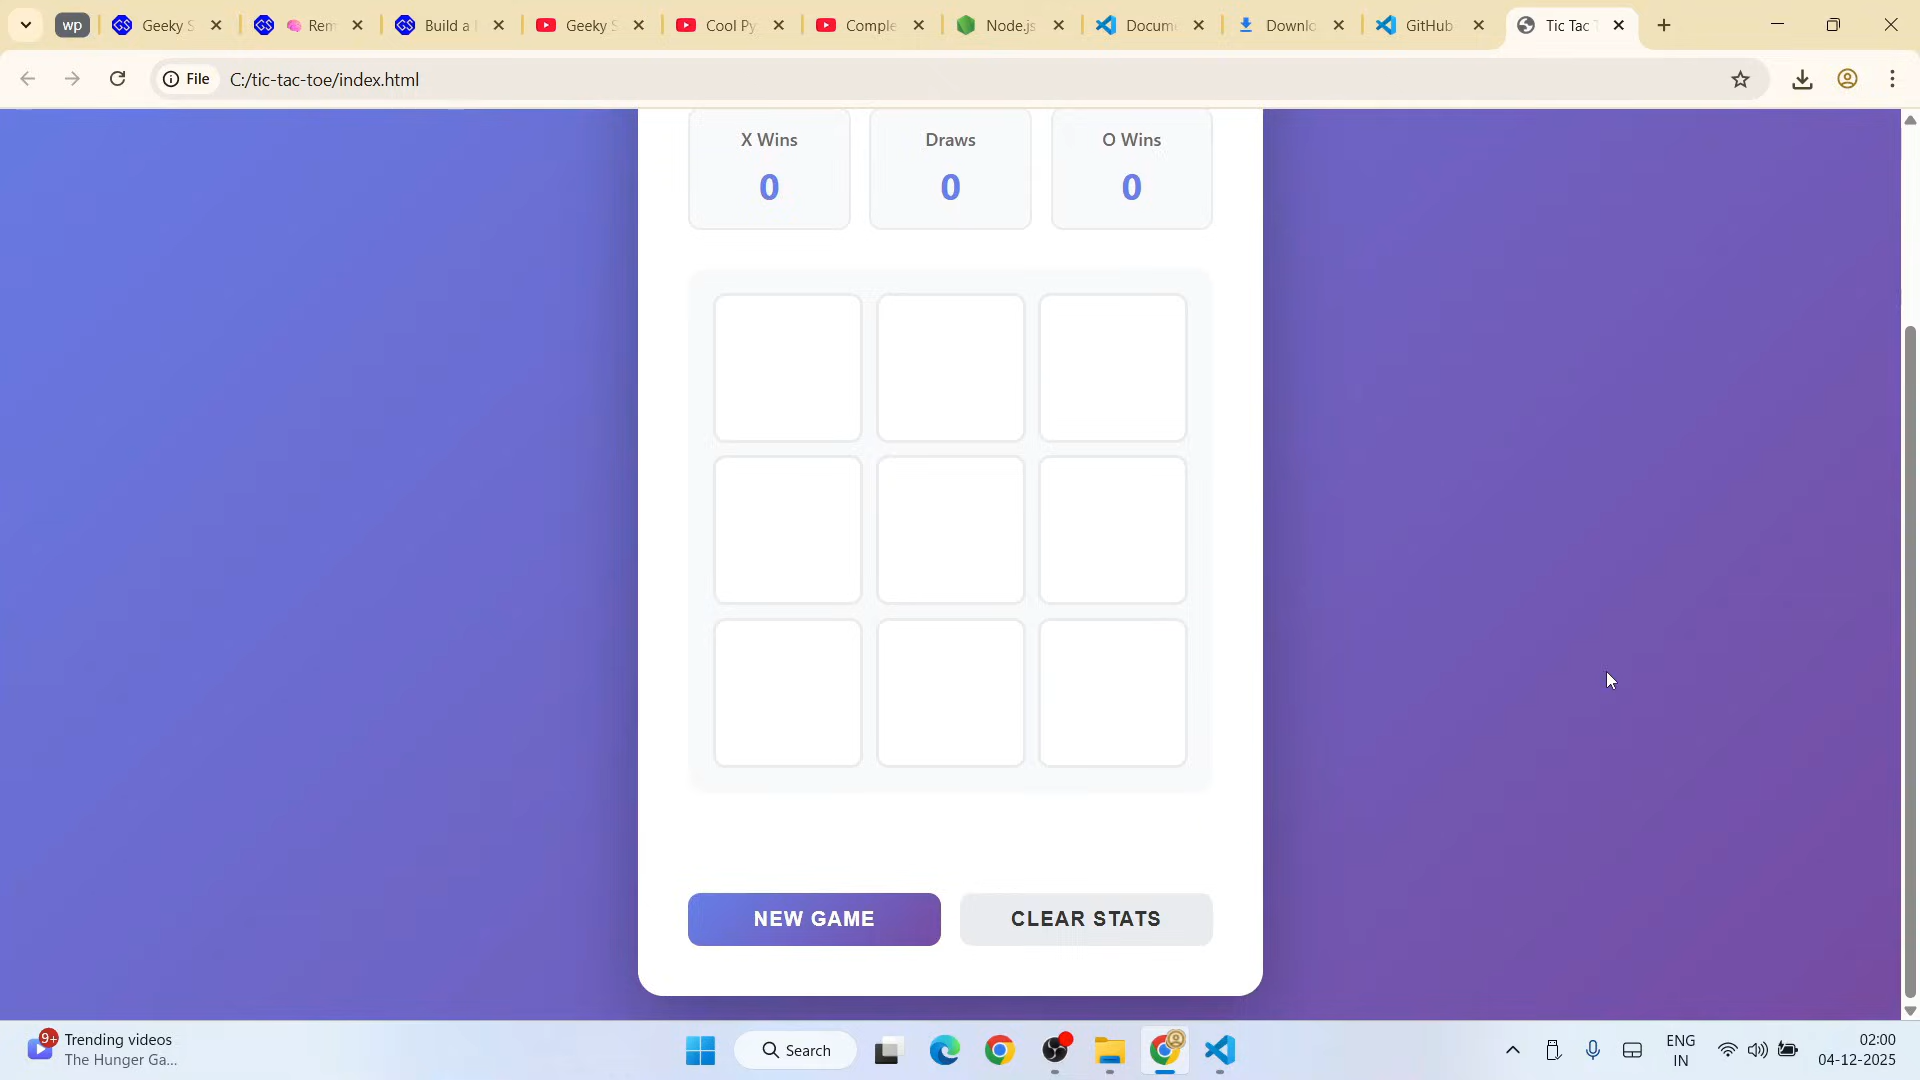 wp
Geeky S
Rem
Build a
Geeky S
Cool Py
Comple
Node.js
Docum
Downlo
GitHub
Tic Tac
File
C:/tic-tac-toe/index.html
X Wins
Draws
O Wins
0
0
0
NEW GAME
CLEAR STATS
9+
Trending videos
The Hunger Ga...
Search
ENG
IN
02:00
04-12-2025